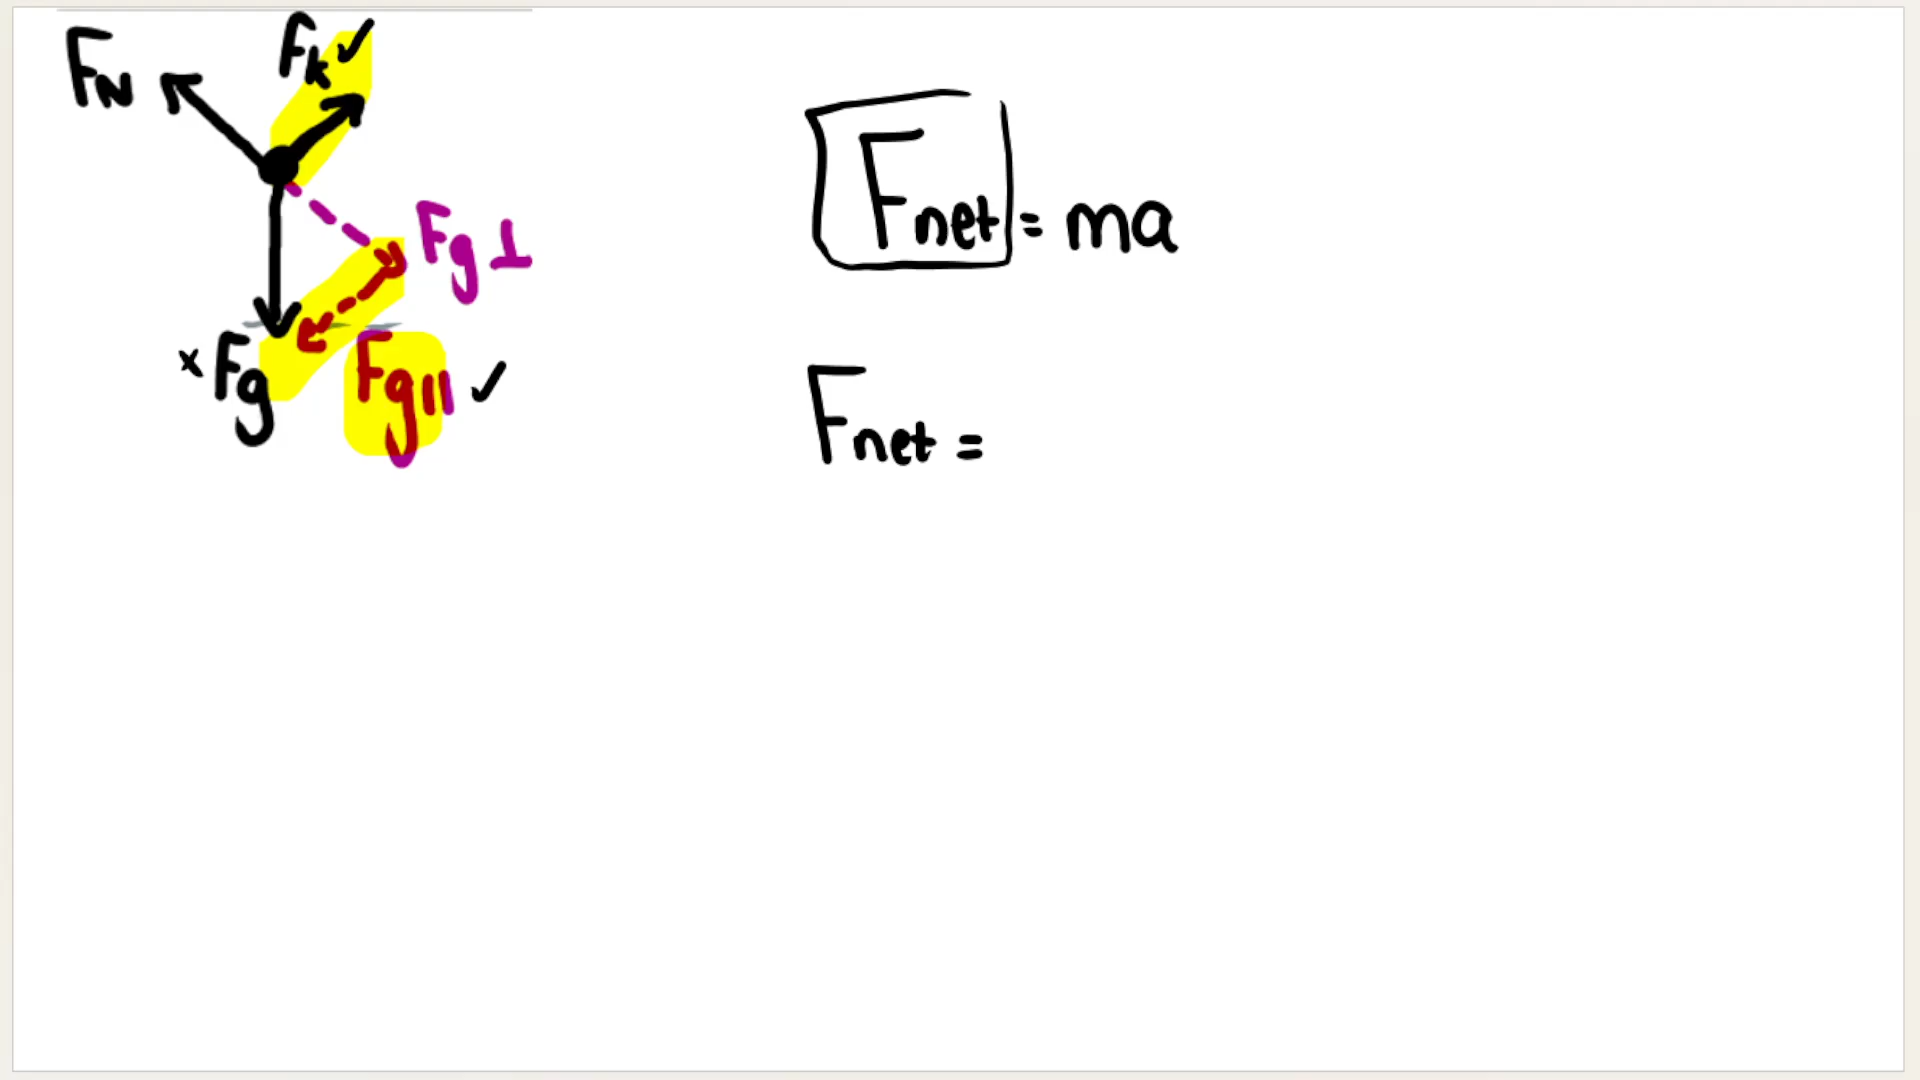 FN
Fk ✓
Fg⊥
x Fg
Fg|| ✓
Fnet = ma
Fnet =